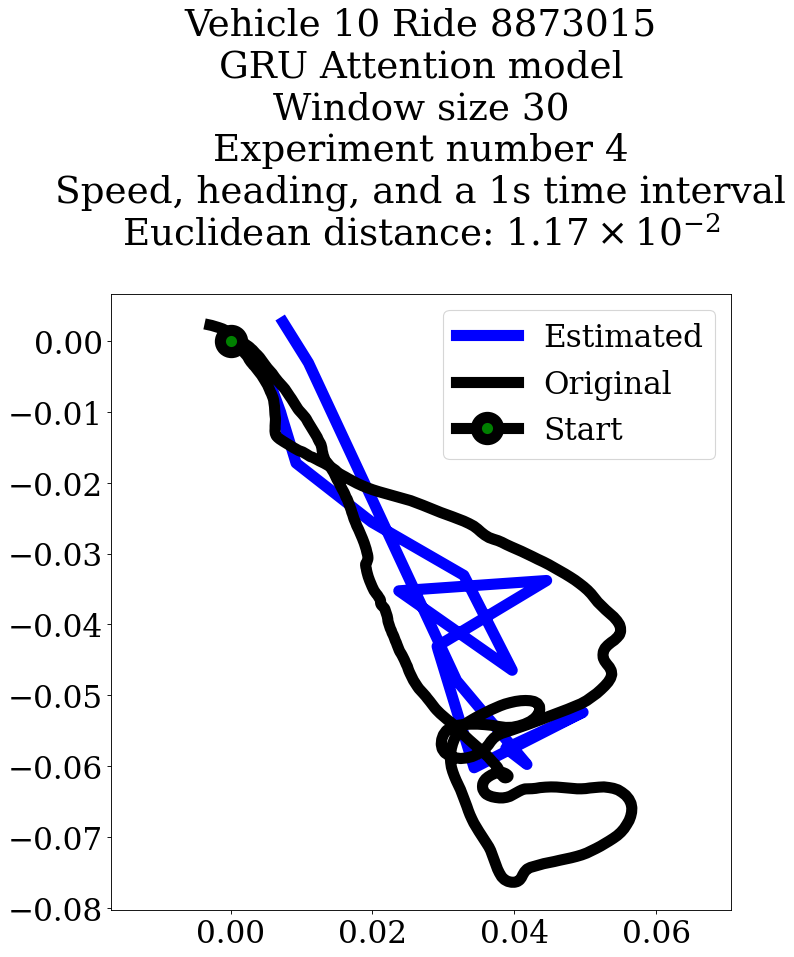 Vehicle 10 Ride 8873015
GRU Attention model
Window size 30
Experiment number 4
Speed, heading, and a 1s time interval
Euclidean distance: 1.17 × 10⁻²
Estimated
Original
Start
0.00
−0.01
−0.02
−0.03
−0.04
−0.05
−0.06
−0.07
−0.08
0.00 0.02 0.04 0.06